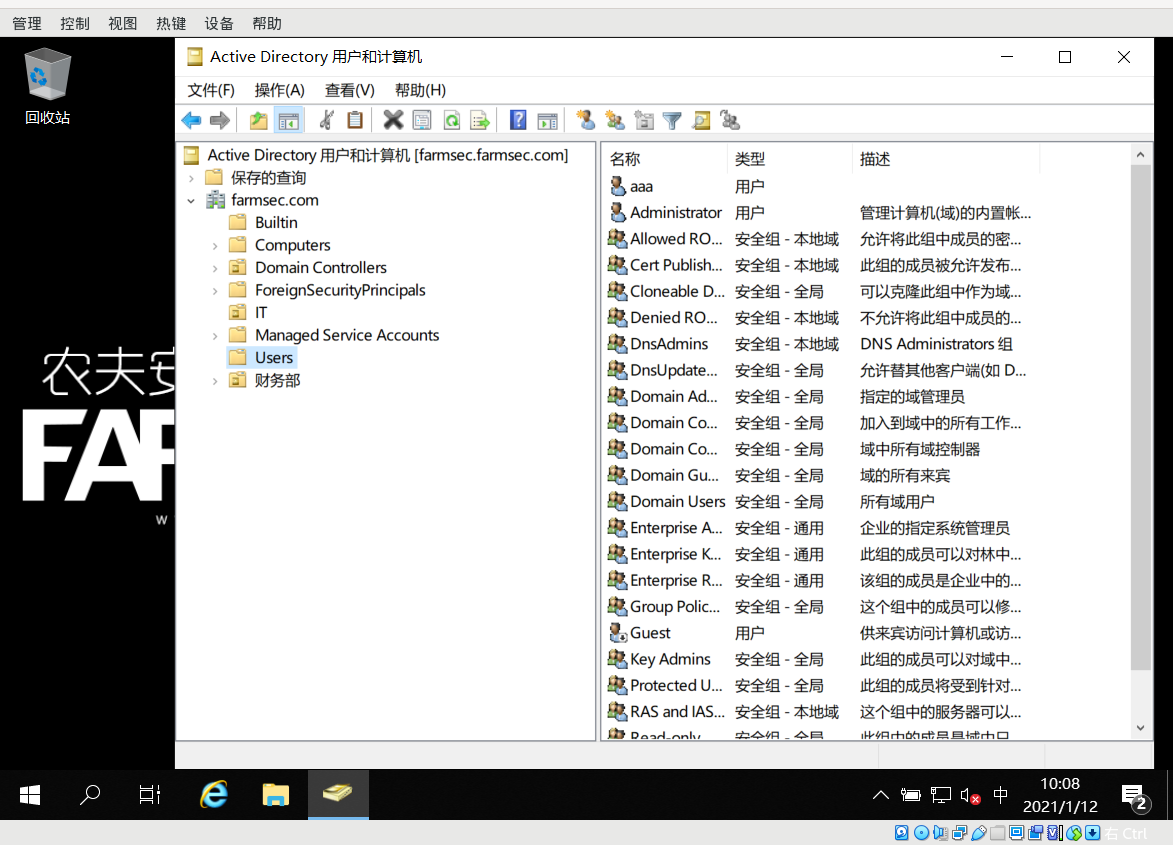 管理 控制 视图 热键 设备 帮助
回收站
Active Directory 用户和计算机
文件(F) 操作(A) 查看(V) 帮助(H)
Active Directory 用户和计算机 [farmsec.farmsec.com]
保存的查询
farmsec.com
Builtin
Computers
Domain Controllers
ForeignSecurityPrincipals
IT
Managed Service Accounts
Users
财务部
名称 类型 描述
aaa 用户
Administrator 用户 管理计算机(域)的内置帐...
Allowed RO... 安全组 - 本地域 允许将此组中成员的密...
Cert Publish... 安全组 - 本地域 此组的成员被允许发布...
Cloneable D... 安全组 - 全局 可以克隆此组中作为域...
Denied RO... 安全组 - 本地域 不允许将此组中成员的...
DnsAdmins 安全组 - 本地域 DNS Administrators 组
DnsUpdate... 安全组 - 全局 允许替其他客户端(如 D...
Domain Ad... 安全组 - 全局 指定的域管理员
Domain Co... 安全组 - 全局 加入到域中的所有工作...
Domain Co... 安全组 - 全局 域中所有域控制器
Domain Gu... 安全组 - 全局 域的所有来宾
Domain Users 安全组 - 全局 所有域用户
Enterprise A... 安全组 - 通用 企业的指定系统管理员
Enterprise K... 安全组 - 通用 此组的成员可以对林中...
Enterprise R... 安全组 - 通用 该组的成员是企业中的...
Group Polic... 安全组 - 全局 这个组中的成员可以修...
Guest 用户 供来宾访问计算机或访...
Key Admins 安全组 - 全局 此组的成员可以对域中...
Protected U... 安全组 - 全局 此组的成员将受到针对...
RAS and IAS... 安全组 - 本地域 这个组中的服务器可以...
Read-only 安全组 - 全局 此组中的成员是域中只
农夫安
FAR
W
中
10:08
2021/1/12
2
右 Ctrl